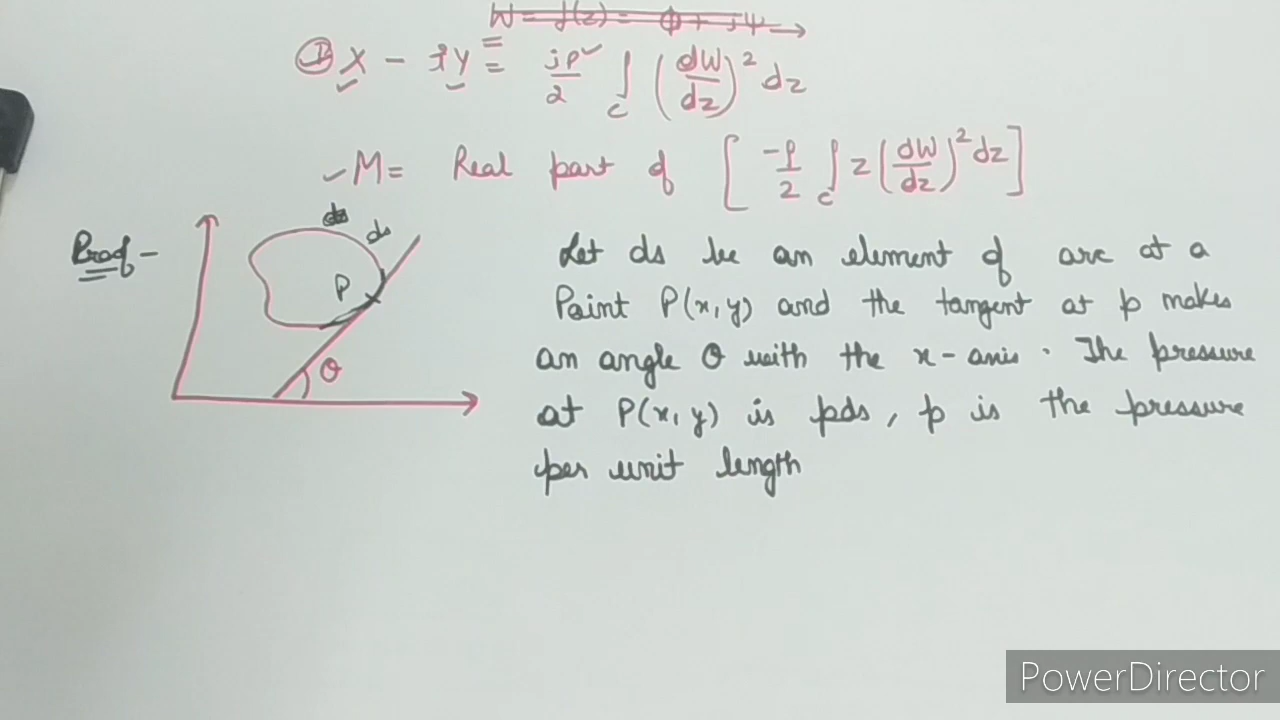 W = f(z) = Φ + iΨ
① X - iY = iρ/2 ∫_C (dW/dz)² dz
M = Real part of [ -ρ/2 ∫_C z (dW/dz)² dz ]
Proof -
ds
P
θ
Let ds be an element of arc at a
Point P(x, y) and the tangent at p makes
an angle θ with the x-axis. The pressure
at P(x, y) is pds, p is the pressure
per unit length
PowerDirector